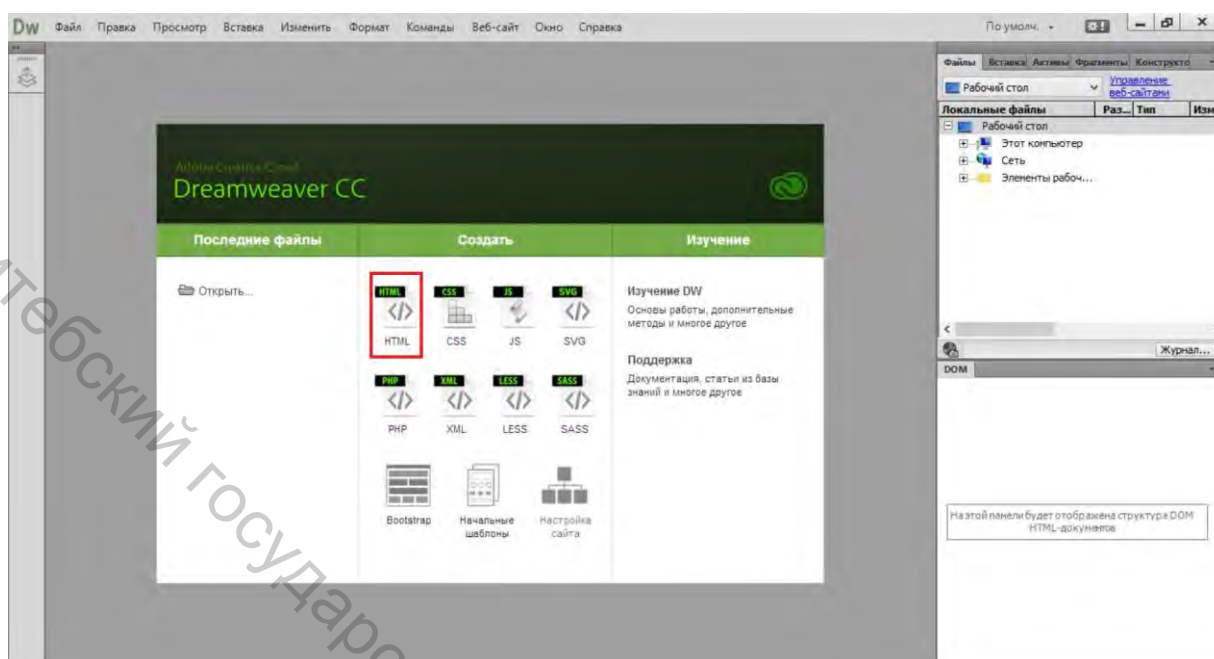 Dw Файл Правка Просмотр Вставка Изменить Формат Команды Веб-сайт Окно Справка По умолч.
Файлы Вставка Активы Фрагменты Конструкто
Рабочий стол Управление
веб-сайтами
Локальные файлы Раз... Тип Изм
Рабочий стол
Этот компьютер
Сеть
Элементы рабоч...
Журнал...
DOM
На этой панели будет отображена структура DOM
HTML-документов
Adobe Creative Cloud
Dreamweaver CC
Последние файлы Создать Изучение
Открыть...
HTML CSS JS SVG
HTML CSS JS SVG
PHP XML LESS SASS
PHP XML LESS SASS
Bootstrap Начальные Настройка
шаблоны сайта
Изучение DW
Основы работы, дополнительные
методы и многое другое
Поддержка
Документация, статьи из базы
знаний и многое другое